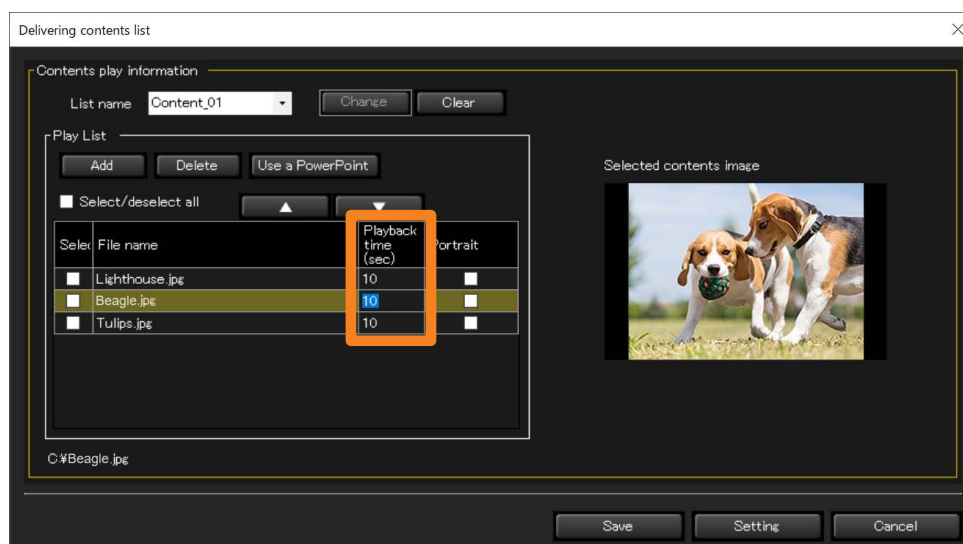 Delivering contents list
Contents play information
List name Content_01 Change Clear
Play List
Add Delete Use a PowerPoint
Selected contents image
Select/deselect all ▲ ▼
Selec File name Playback time (sec) Portrait
Lighthouse.jpg 10
Beagle.jpg 10
Tulips.jpg 10
C:¥Beagle.jpg
Save Setting Cancel